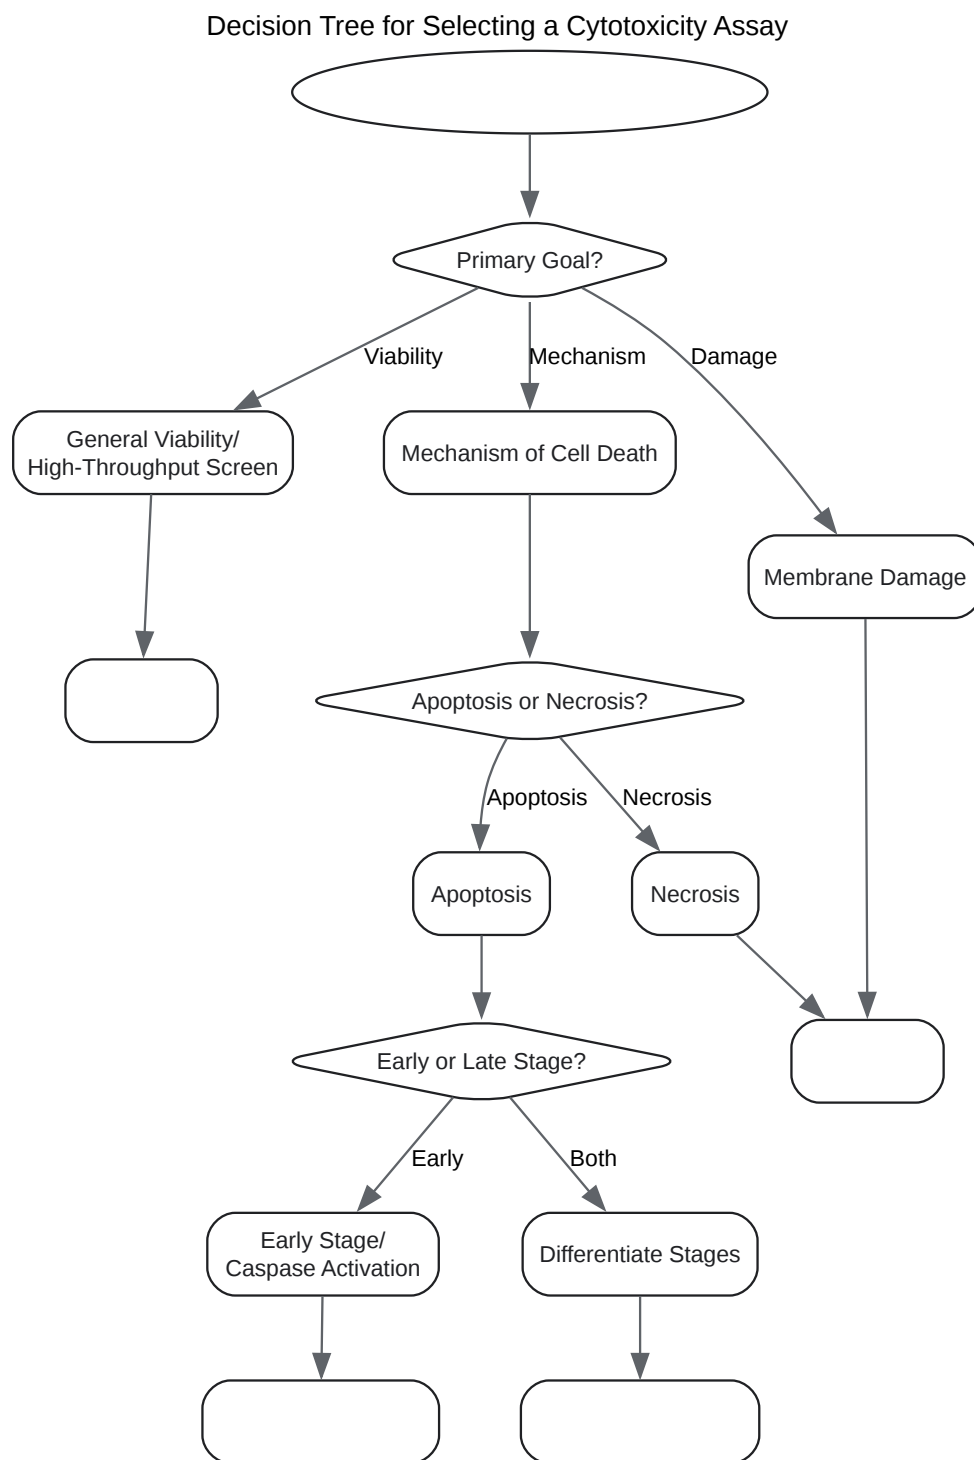 Decision Tree for Selecting a Cytotoxicity Assay
Primary Goal?
Viability
Mechanism
Damage
General Viability/
High-Throughput Screen
Mechanism of Cell Death
Membrane Damage
Apoptosis or Necrosis?
Apoptosis
Necrosis
Apoptosis
Necrosis
Early or Late Stage?
Early
Both
Early Stage/
Caspase Activation
Differentiate Stages